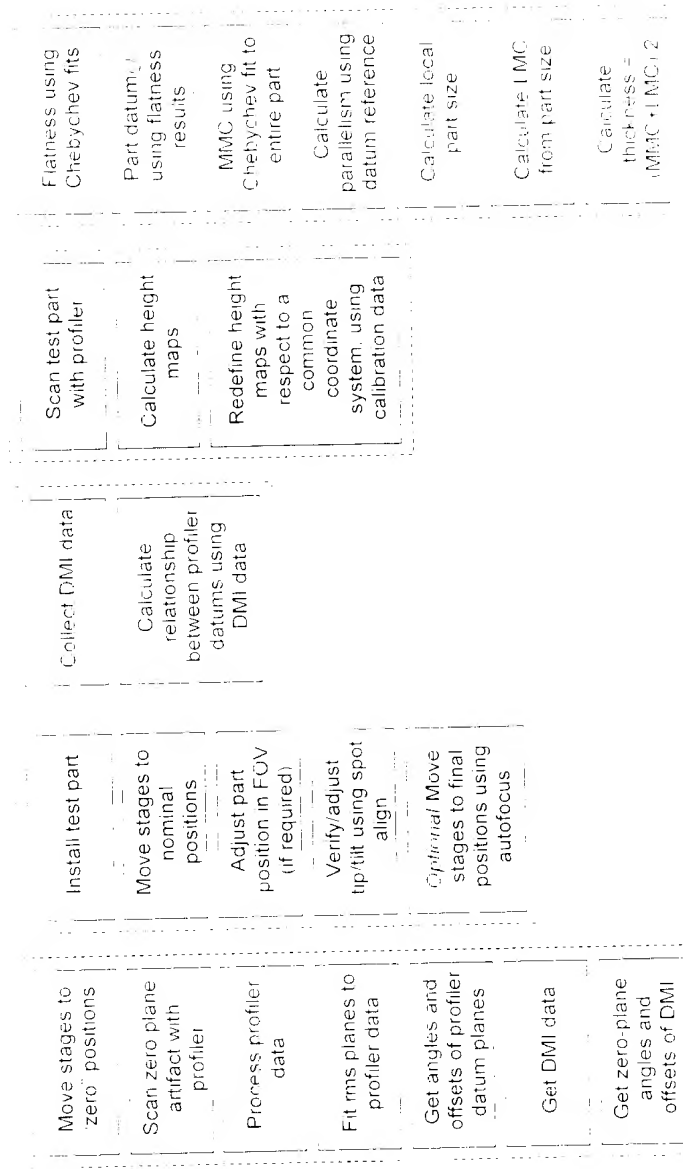 Move stages to
"zero" positions
Scan zero plane
artifact with
profiler
Process profiler
data
Fit rms planes to
profiler data
Get angles and
offsets of profiler
datum planes
Get DMI data
Get zero-plane
angles and
offsets of DMI
Install test part
Move stages to
nominal
positions
Adjust part
position in FOV
(if required)
Verify/adjust
tip/tilt using spot
align
Optional Move
stages to final
positions using
autofocus
Collect DMI data
Calculate
relationship
between profiler
datums using
DMI data
Scan test part
with profiler
Calculate height
maps
Redefine height
maps with
respect to a
common
coordinate
system, using
calibration data
Flatness using
Chebychev fits
Part datum
using flatness
results
MMC using
Chebychev fit to
entire part
Calculate
parallelism using
datum reference
Calculate local
part size
Calculate LMC
from part size
Calculate
thickness =
(MMC+LMC) 2